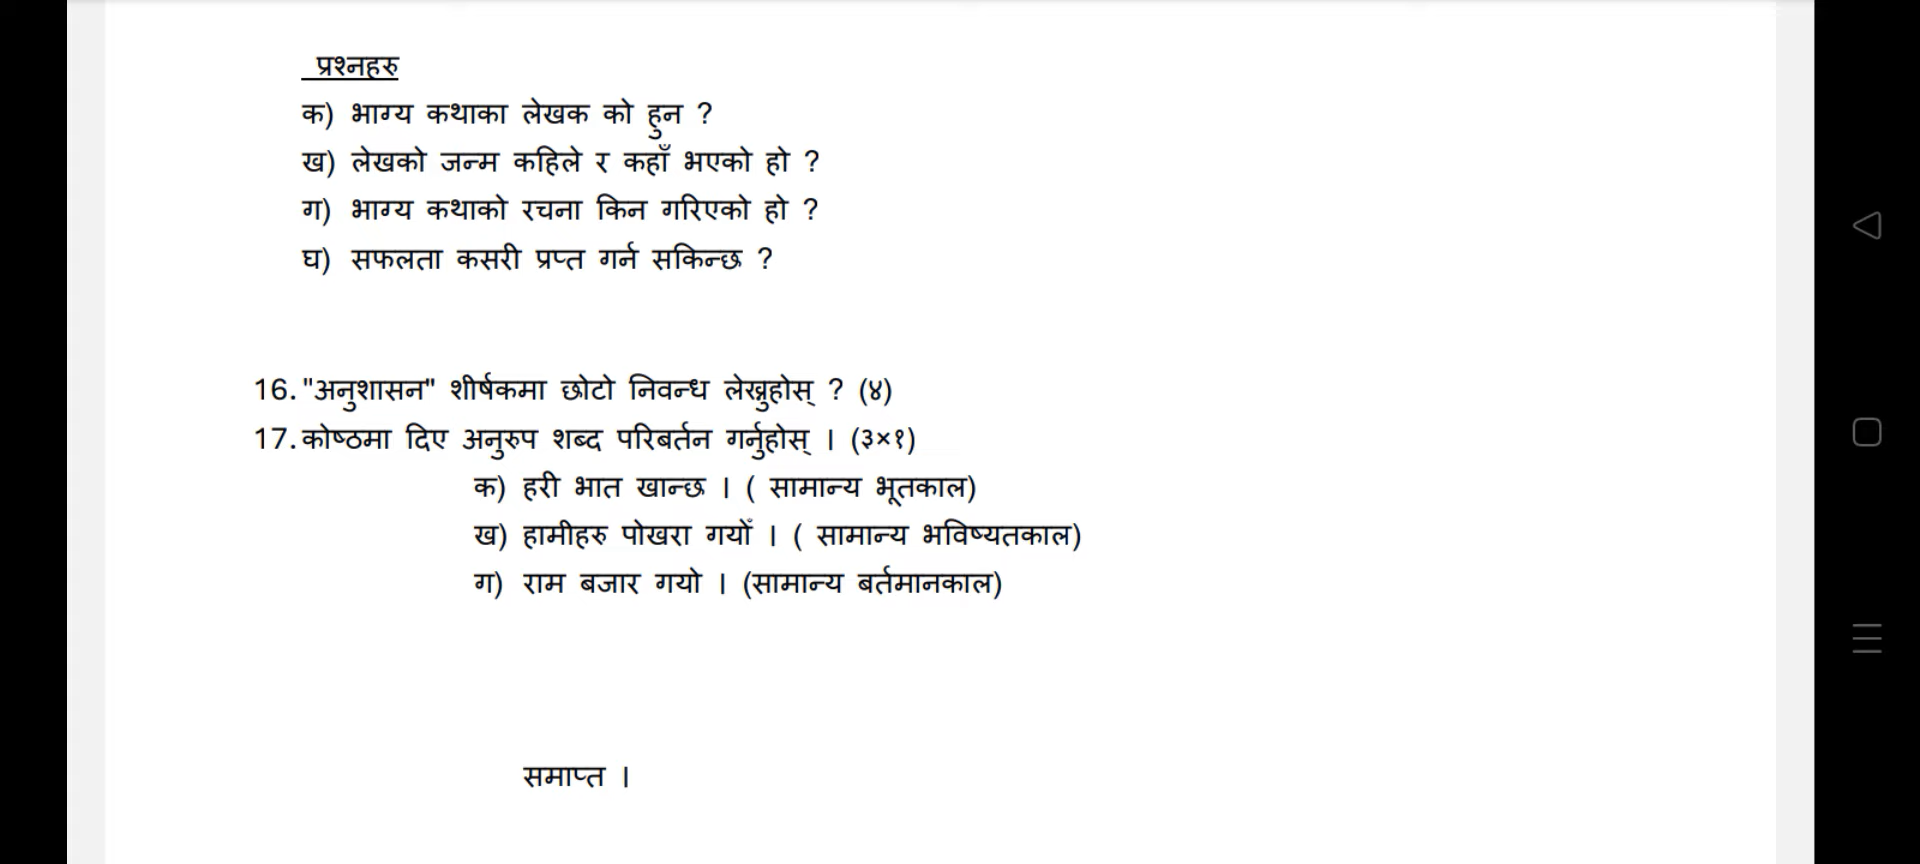 प्रश्नहरु
क) भाग्य कथाका लेखक को हुन ?
ख) लेखको जन्म कहिले र कहाँ भएको हो ?
ग) भाग्य कथाको रचना किन गरिएको हो ?
घ) सफलता कसरी प्रप्त गर्न सकिन्छ ?
16. "अनुशासन" शीर्षकमा छोटो निवन्ध लेख्नुहोस् ? (४)
17. कोष्ठमा दिए अनुरुप शब्द परिबर्तन गर्नुहोस् । (३×१)
क) हरी भात खान्छ । ( सामान्य भूतकाल)
ख) हामीहरु पोखरा गयौँ । ( सामान्य भविष्यतकाल)
ग) राम बजार गयो । (सामान्य बर्तमानकाल)
समाप्त ।